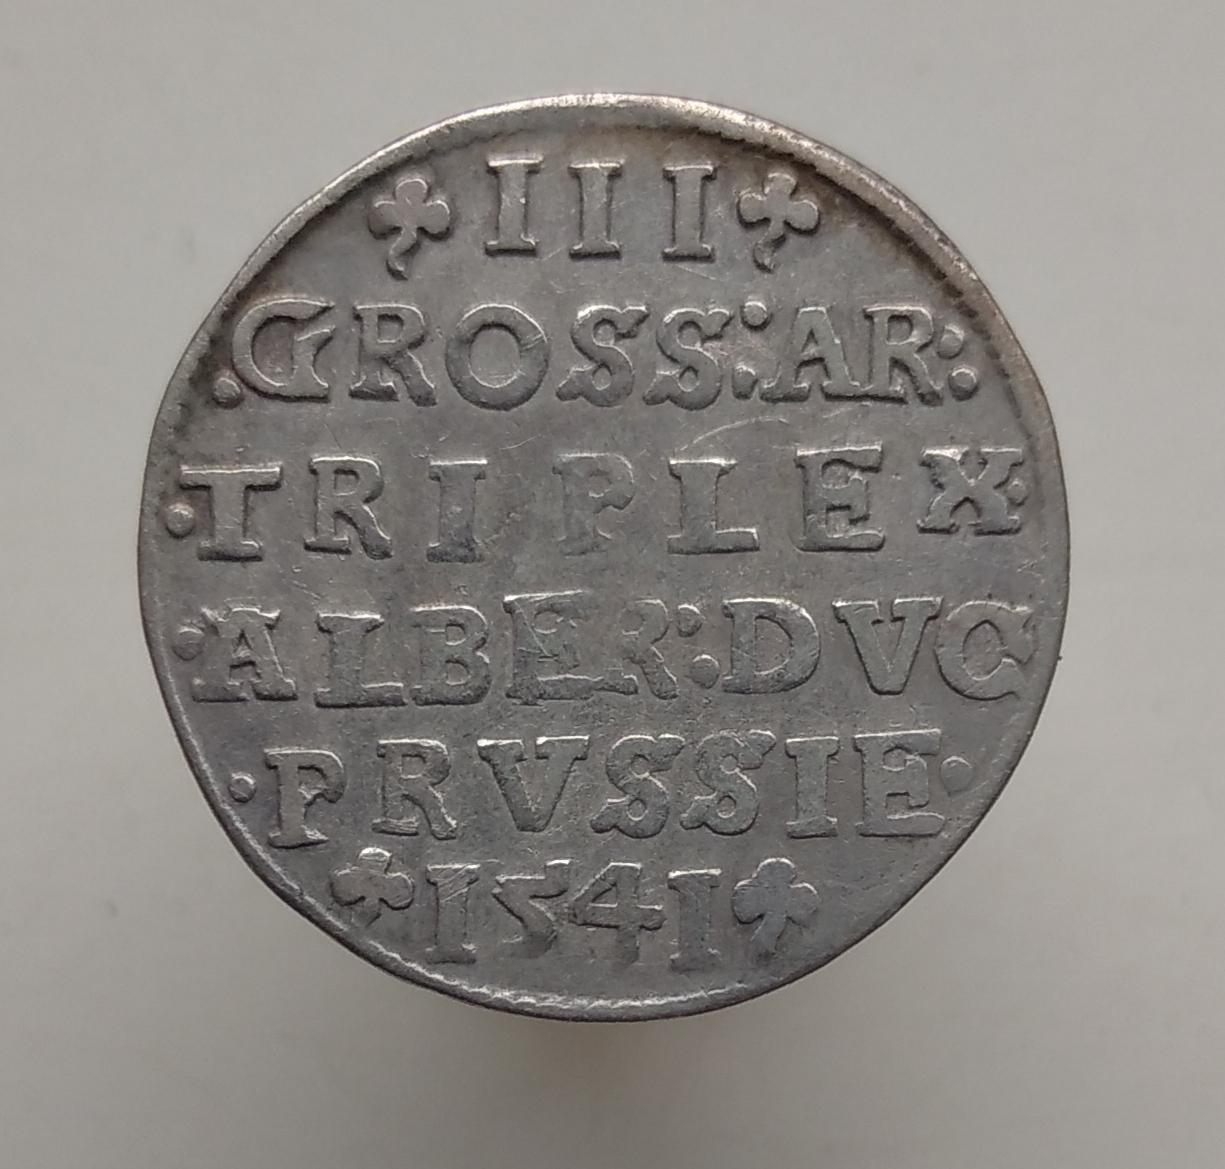 III
·GROSS:AR:
·TRIPLEX·
·ALBER:DVC
·PRVSSIE·
1541